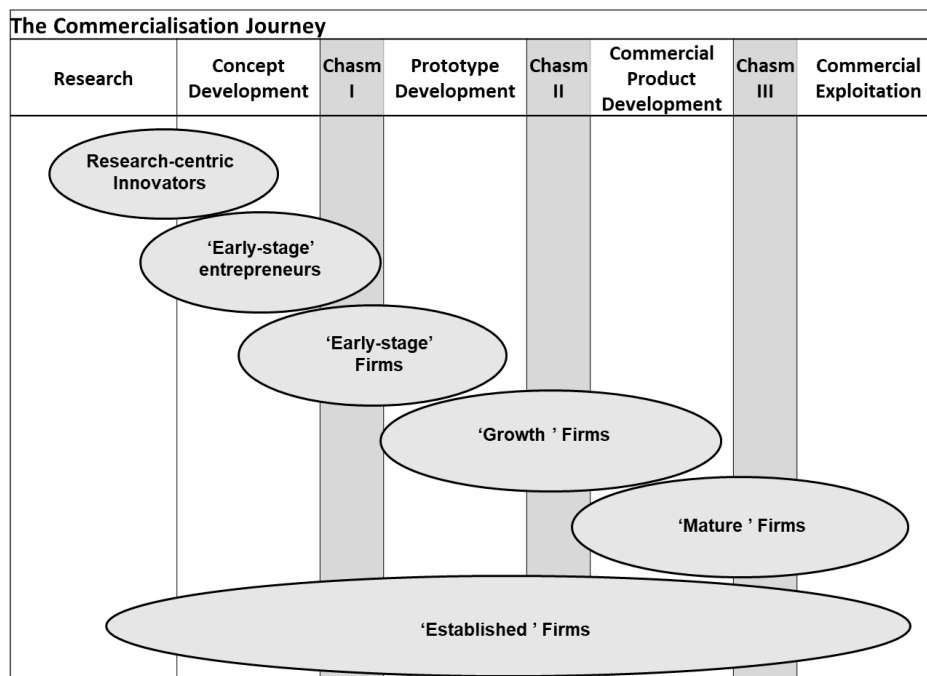 The Commercialisation Journey
Research
Concept
Development
Chasm
I
Prototype
Development
Chasm
II
Commercial
Product
Development
Chasm
III
Commercial
Exploitation
Research-centric
Innovators
‘Early-stage’
entrepreneurs
‘Early-stage’
Firms
‘Growth ’ Firms
‘Mature ’ Firms
‘Established ’ Firms